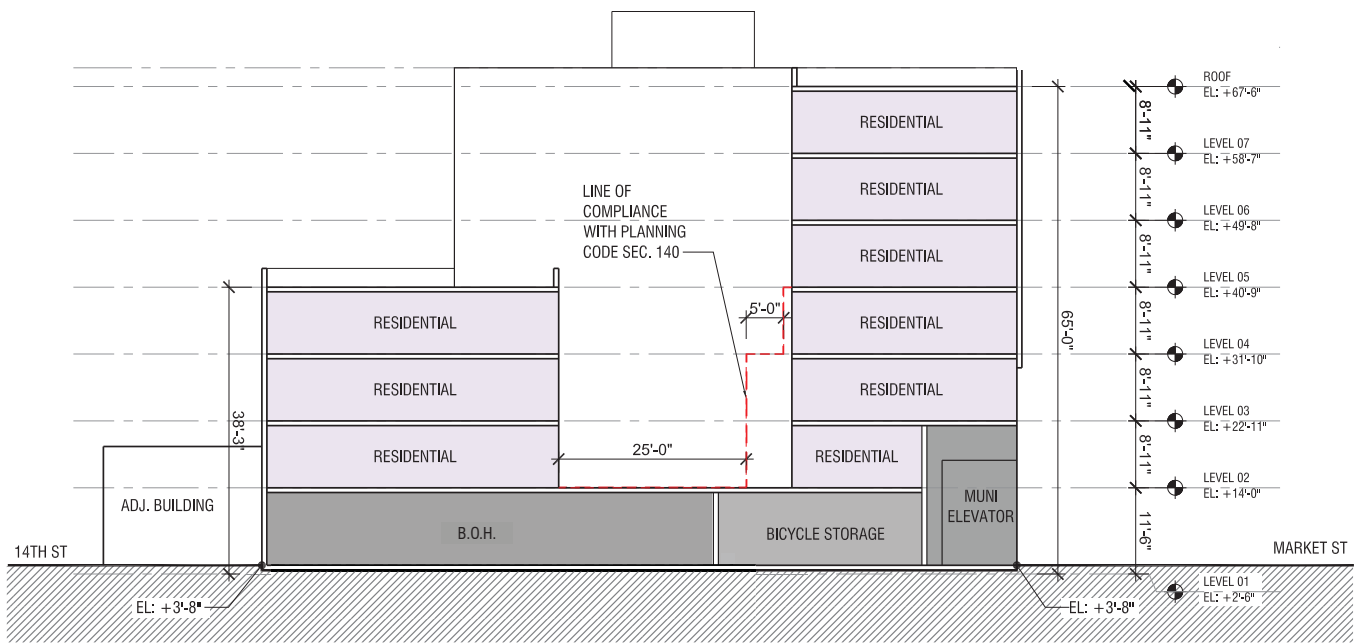 ROOF
EL: +67'-6"
8'-11"
RESIDENTIAL
LEVEL 07
EL: +58'-7"
8'-11"
RESIDENTIAL
LINE OF
COMPLIANCE
WITH PLANNING
CODE SEC. 140
LEVEL 06
EL: +49'-8"
8'-11"
RESIDENTIAL
LEVEL 05
EL: +40'-9"
8'-11"
5'-0"
RESIDENTIAL
RESIDENTIAL
65'-0"
LEVEL 04
EL: +31'-10"
8'-11"
RESIDENTIAL
RESIDENTIAL
38'-3"
LEVEL 03
EL: +22'-11"
8'-11"
RESIDENTIAL
25'-0"
RESIDENTIAL
LEVEL 02
EL: +14'-0"
ADJ. BUILDING
MUNI
ELEVATOR
B.O.H.
BICYCLE STORAGE
11'-6"
14TH ST
MARKET ST
LEVEL 01
EL: +2'-6"
EL: +3'-8"
EL: +3'-8"